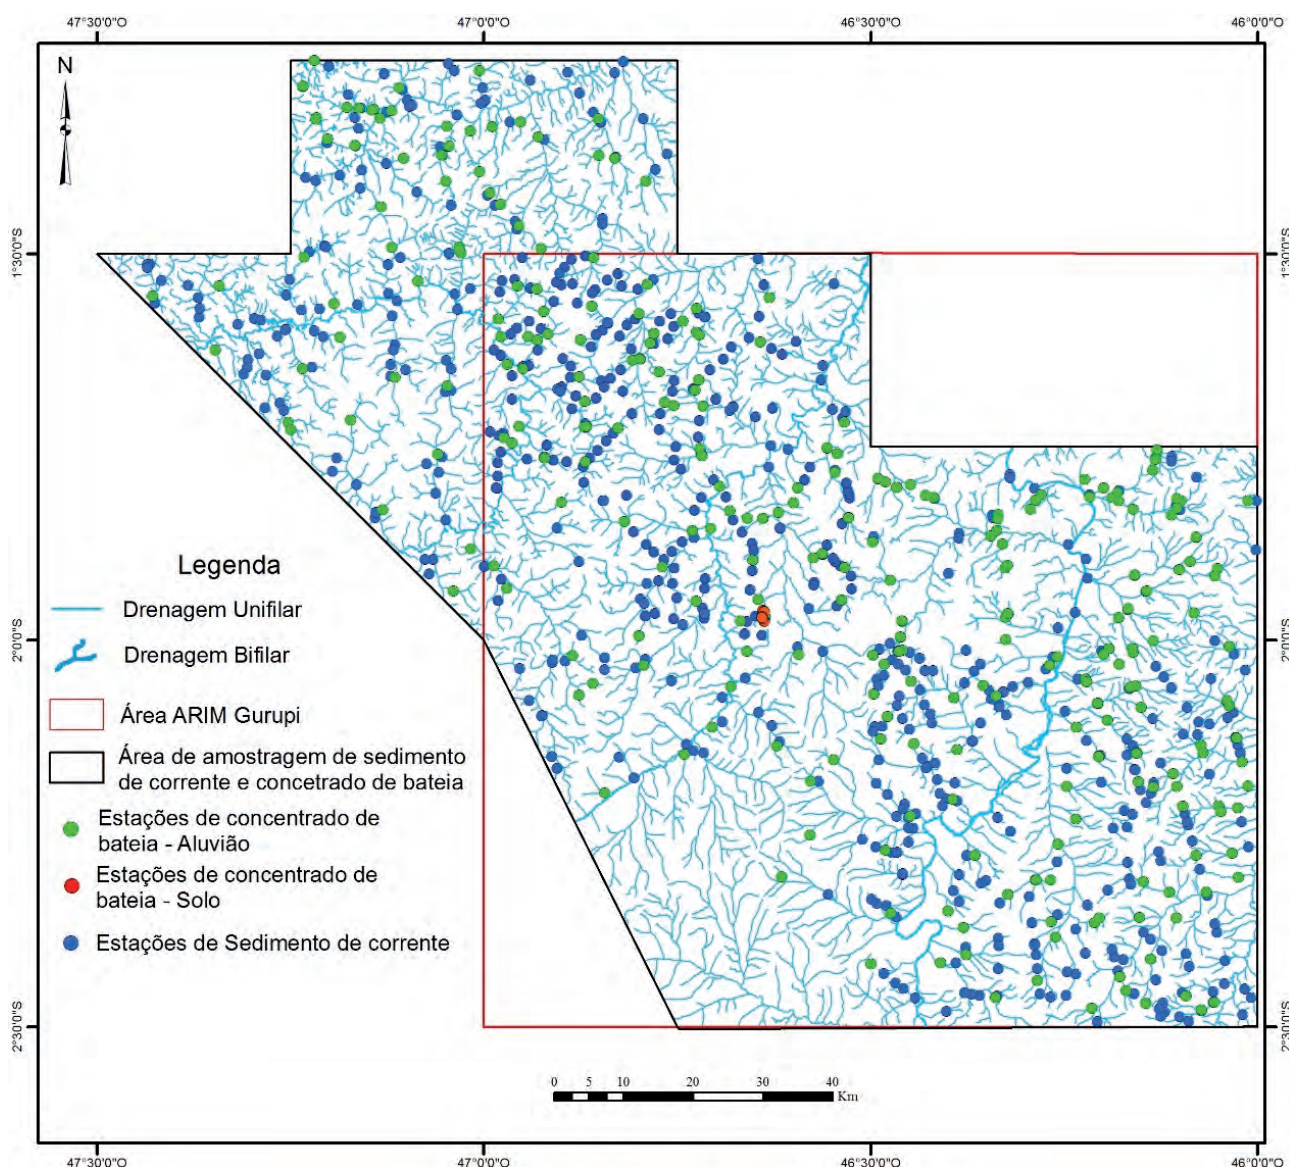 47°30'0"O 47°0'0"O 46°30'0"O 46°0'0"O
N
1°30'0"S 1°30'0"S
Legenda
Drenagem Unifilar
Drenagem Bifilar
Área ARIM Gurupi
Área de amostragem de sedimento
de corrente e concetrado de bateia
Estações de concentrado de
bateia - Aluvião
Estações de concentrado de
bateia - Solo
Estações de Sedimento de corrente
2°0'0"S 2°0'0"S
2°30'0"S 2°30'0"S
0 5 10 20 30 40
Km
47°30'0"O 47°0'0"O 46°30'0"O 46°0'0"O